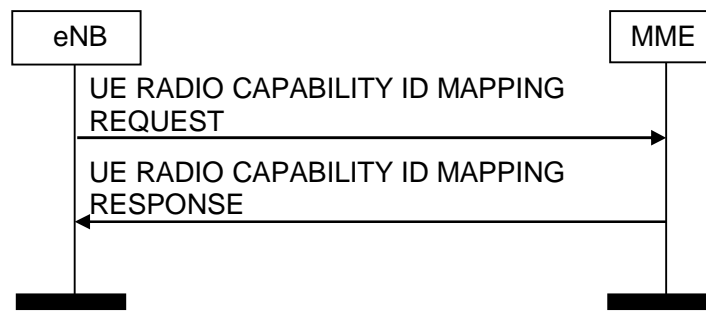 eNB
MME
UE RADIO CAPABILITY ID MAPPING
REQUEST
UE RADIO CAPABILITY ID MAPPING
RESPONSE